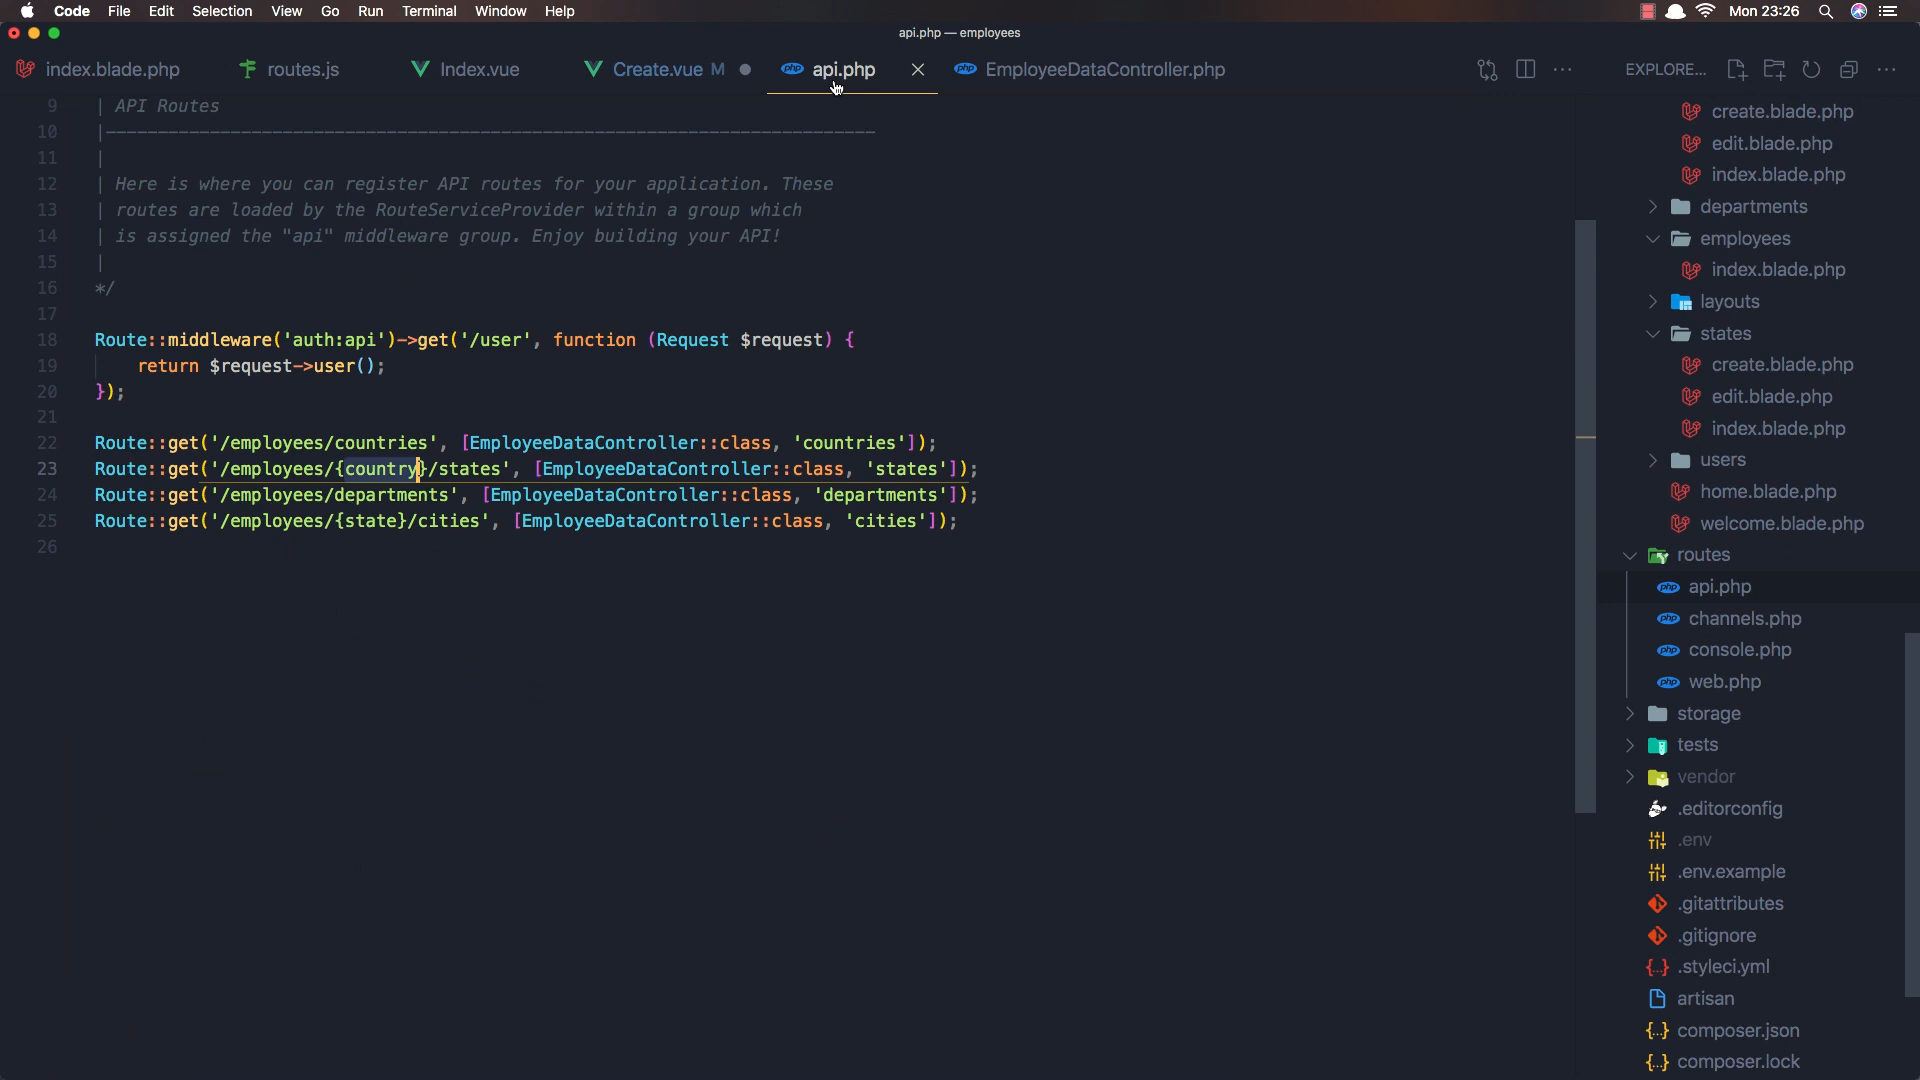 Code File Edit Selection View Go Run Terminal Window Help Mon 23:26
api.php — employees
index.blade.php routes.js Index.vue Create.vue M api.php EmployeeDataController.php EXPLORE...
9 | API Routes
10 |--------------------------------------------------------------------------
11 |
12 | Here is where you can register API routes for your application. These
13 | routes are loaded by the RouteServiceProvider within a group which
14 | is assigned the "api" middleware group. Enjoy building your API!
15 |
16 */
17
18 Route::middleware('auth:api')->get('/user', function (Request $request) {
19 return $request->user();
20 });
21
22 Route::get('/employees/countries', [EmployeeDataController::class, 'countries']);
23 Route::get('/employees/{country}/states', [EmployeeDataController::class, 'states']);
24 Route::get('/employees/departments', [EmployeeDataController::class, 'departments']);
25 Route::get('/employees/{state}/cities', [EmployeeDataController::class, 'cities']);
26
create.blade.php
edit.blade.php
index.blade.php
departments
employees
index.blade.php
layouts
states
create.blade.php
edit.blade.php
index.blade.php
users
home.blade.php
welcome.blade.php
routes
php api.php
php channels.php
php console.php
php web.php
storage
tests
vendor
.editorconfig
.env
.env.example
.gitattributes
.gitignore
{..} .styleci.yml
artisan
{..} composer.json
{..} composer.lock